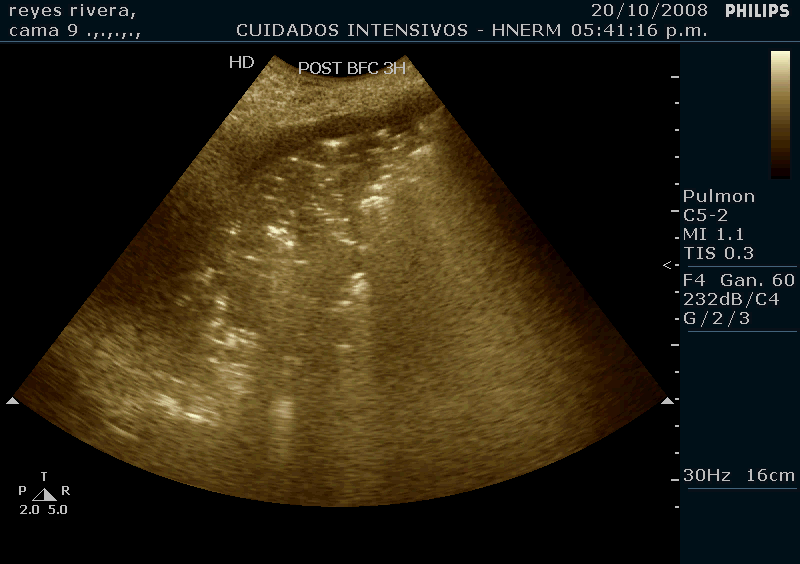 reyes rivera, 20/10/2008 PHILIPS
cama 9 .,.,.,., CUIDADOS INTENSIVOS - HNERM 05:41:16 p.m.
HD POST BFC 3H
Pulmon
C5-2
MI 1.1
TIS 0.3
<
F4 Gan. 60
232dB/C4
G/2/3
T
P R
2.0 5.0
30Hz 16cm